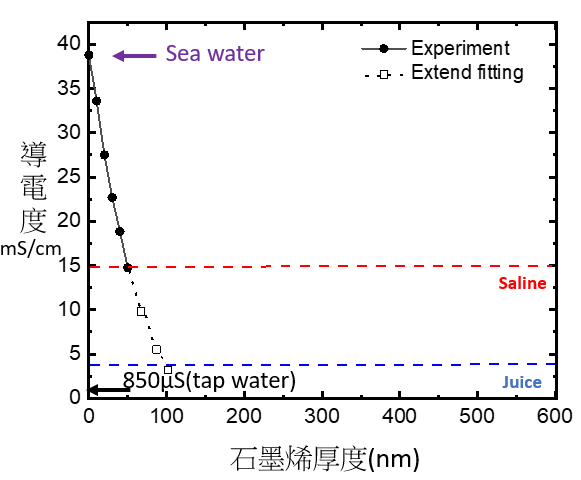 40
35
30
25
20
15
10
5
0
導電度
mS/cm
Sea water
Experiment
Extend fitting
Saline
850μS(tap water)
Juice
0 100 200 300 400 500 600
石墨烯厚度(nm)